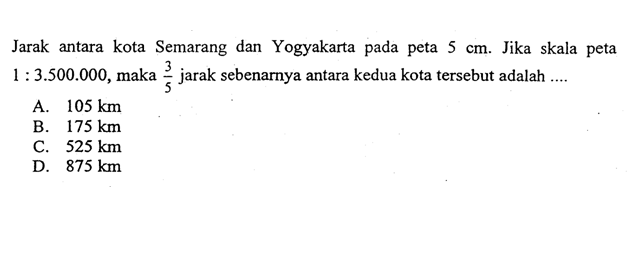 Jarak antara kota Semarang dan Yogyakarta pada peta 5 cm. Jika skala peta
1 : 3.500.000, maka 3/5 jarak sebenarnya antara kedua kota tersebut adalah ....
A. 105 km
B. 175 km
C. 525 km
D. 875 km